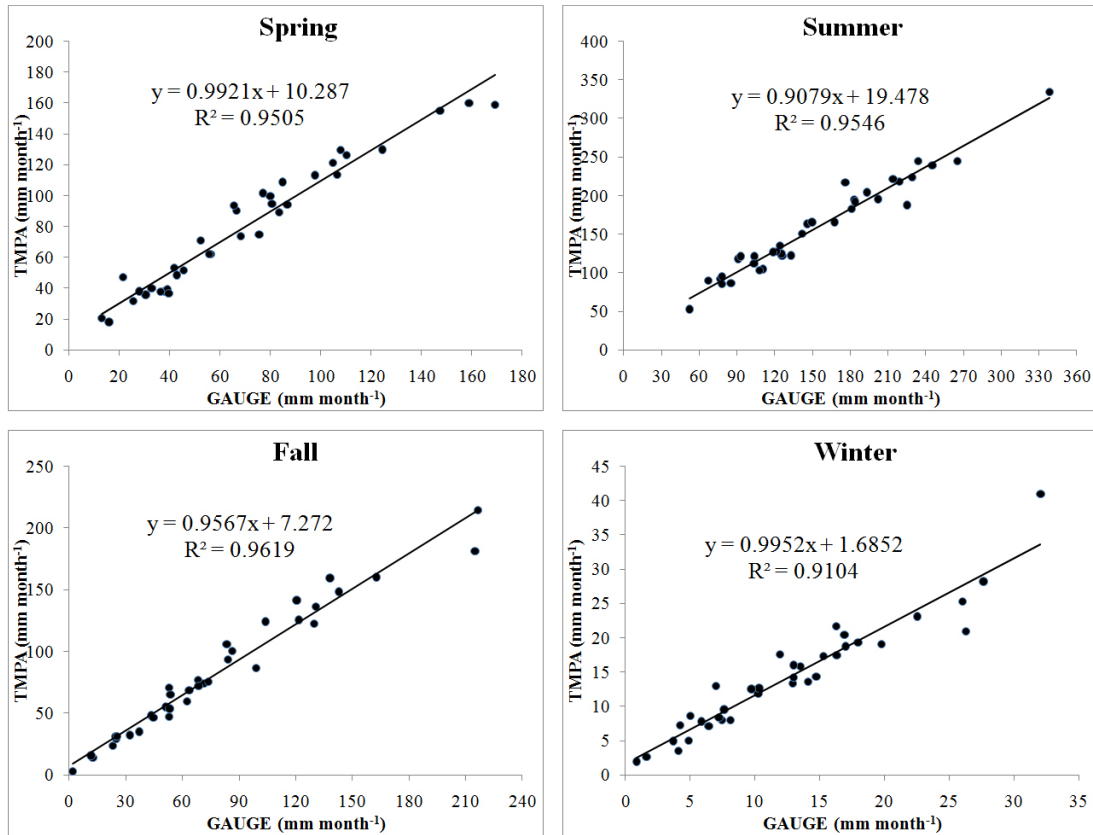 Spring
y = 0.9921x + 10.287
R² = 0.9505
TMPA (mm month⁻¹)
200
180
160
140
120
100
80
60
40
20
0
0 20 40 60 80 100 120 140 160 180
GAUGE (mm month⁻¹)
Summer
y = 0.9079x + 19.478
R² = 0.9546
TMPA (mm month⁻¹)
400
350
300
250
200
150
100
50
0
0 30 60 90 120 150 180 210 240 270 300 330 360
GAUGE (mm month⁻¹)
Fall
y = 0.9567x + 7.272
R² = 0.9619
TMPA (mm month⁻¹)
250
200
150
100
50
0
0 30 60 90 120 150 180 210 240
GAUGE (mm month⁻¹)
Winter
y = 0.9952x + 1.6852
R² = 0.9104
TMPA (mm month⁻¹)
45
40
35
30
25
20
15
10
5
0
0 5 10 15 20 25 30 35
GAUGE (mm month⁻¹)